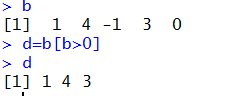 > b
[1]  1  4 -1  3  0
> d=b[b>0]
> d
[1] 1 4 3